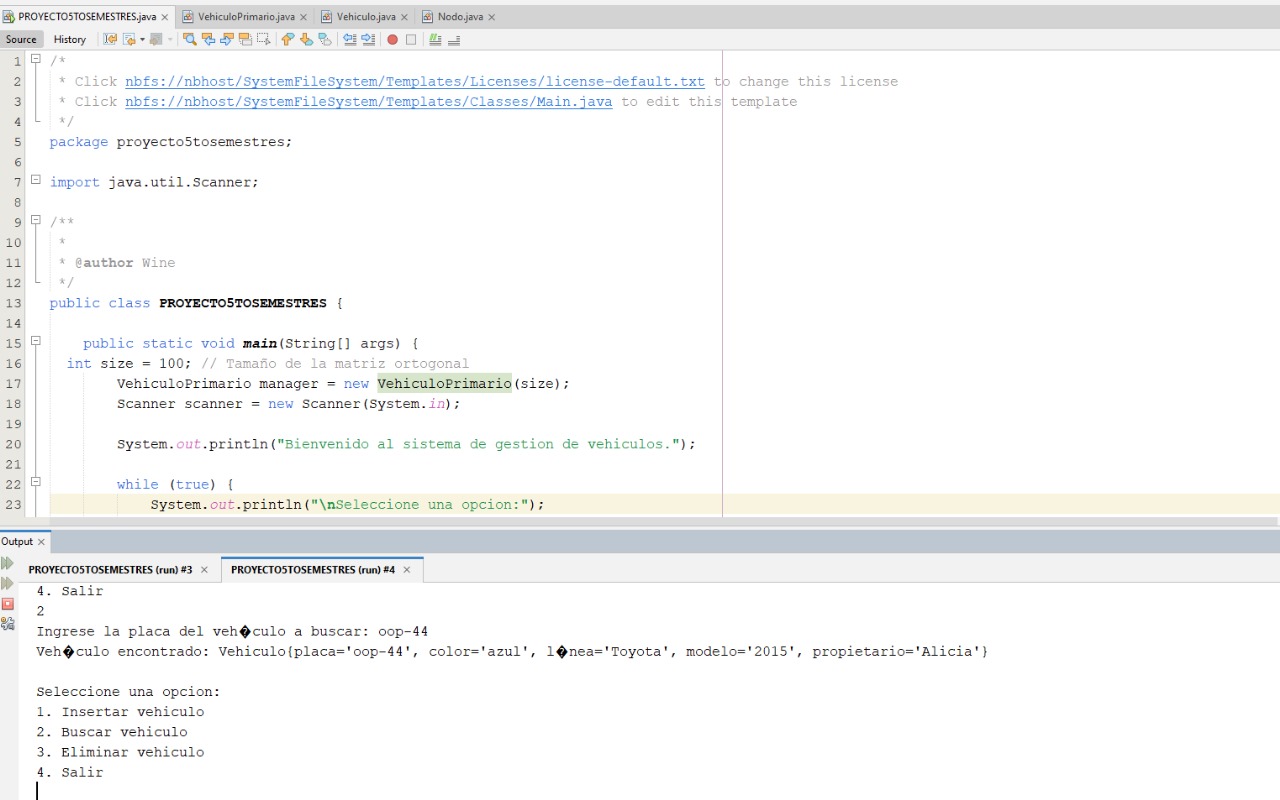 PROYECTO5TOSEMESTRES.java × VehiculoPrimario.java × Vehiculo.java × Nodo.java ×
Source History
1 /*
2 * Click nbfs://nbhost/SystemFileSystem/Templates/Licenses/license-default.txt to change this license
3 * Click nbfs://nbhost/SystemFileSystem/Templates/Classes/Main.java to edit this template
4 */
5 package proyecto5tosemestres;
6
7 import java.util.Scanner;
8
9 /**
10 *
11 * @author Wine
12 */
13 public class PROYECTO5TOSEMESTRES {
14
15 public static void main(String[] args) {
16 int size = 100; // Tamaño de la matriz ortogonal
17 VehiculoPrimario manager = new VehiculoPrimario(size);
18 Scanner scanner = new Scanner(System.in);
19
20 System.out.println("Bienvenido al sistema de gestion de vehiculos.");
21
22 while (true) {
23 System.out.println("\nSeleccione una opcion:");
Output ×
PROYECTO5TOSEMESTRES (run) #3 × PROYECTO5TOSEMESTRES (run) #4 ×
4. Salir
2
Ingrese la placa del veh�culo a buscar: oop-44
Veh�culo encontrado: Vehiculo{placa='oop-44', color='azul', l�nea='Toyota', modelo='2015', propietario='Alicia'}
Seleccione una opcion:
1. Insertar vehiculo
2. Buscar vehiculo
3. Eliminar vehiculo
4. Salir